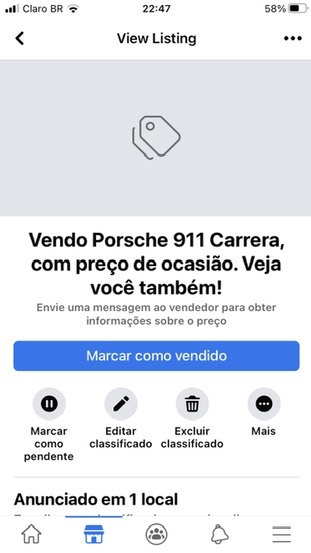 Claro BR 22:47 58%
View Listing
Vendo Porsche 911 Carrera,
com preço de ocasião. Veja
você também!
Envie uma mensagem ao vendedor para obter
informações sobre o preço
Marcar como vendido
Marcar
como
pendente
Editar
classificado
Excluir
classificado
Mais
Anunciado em 1 local